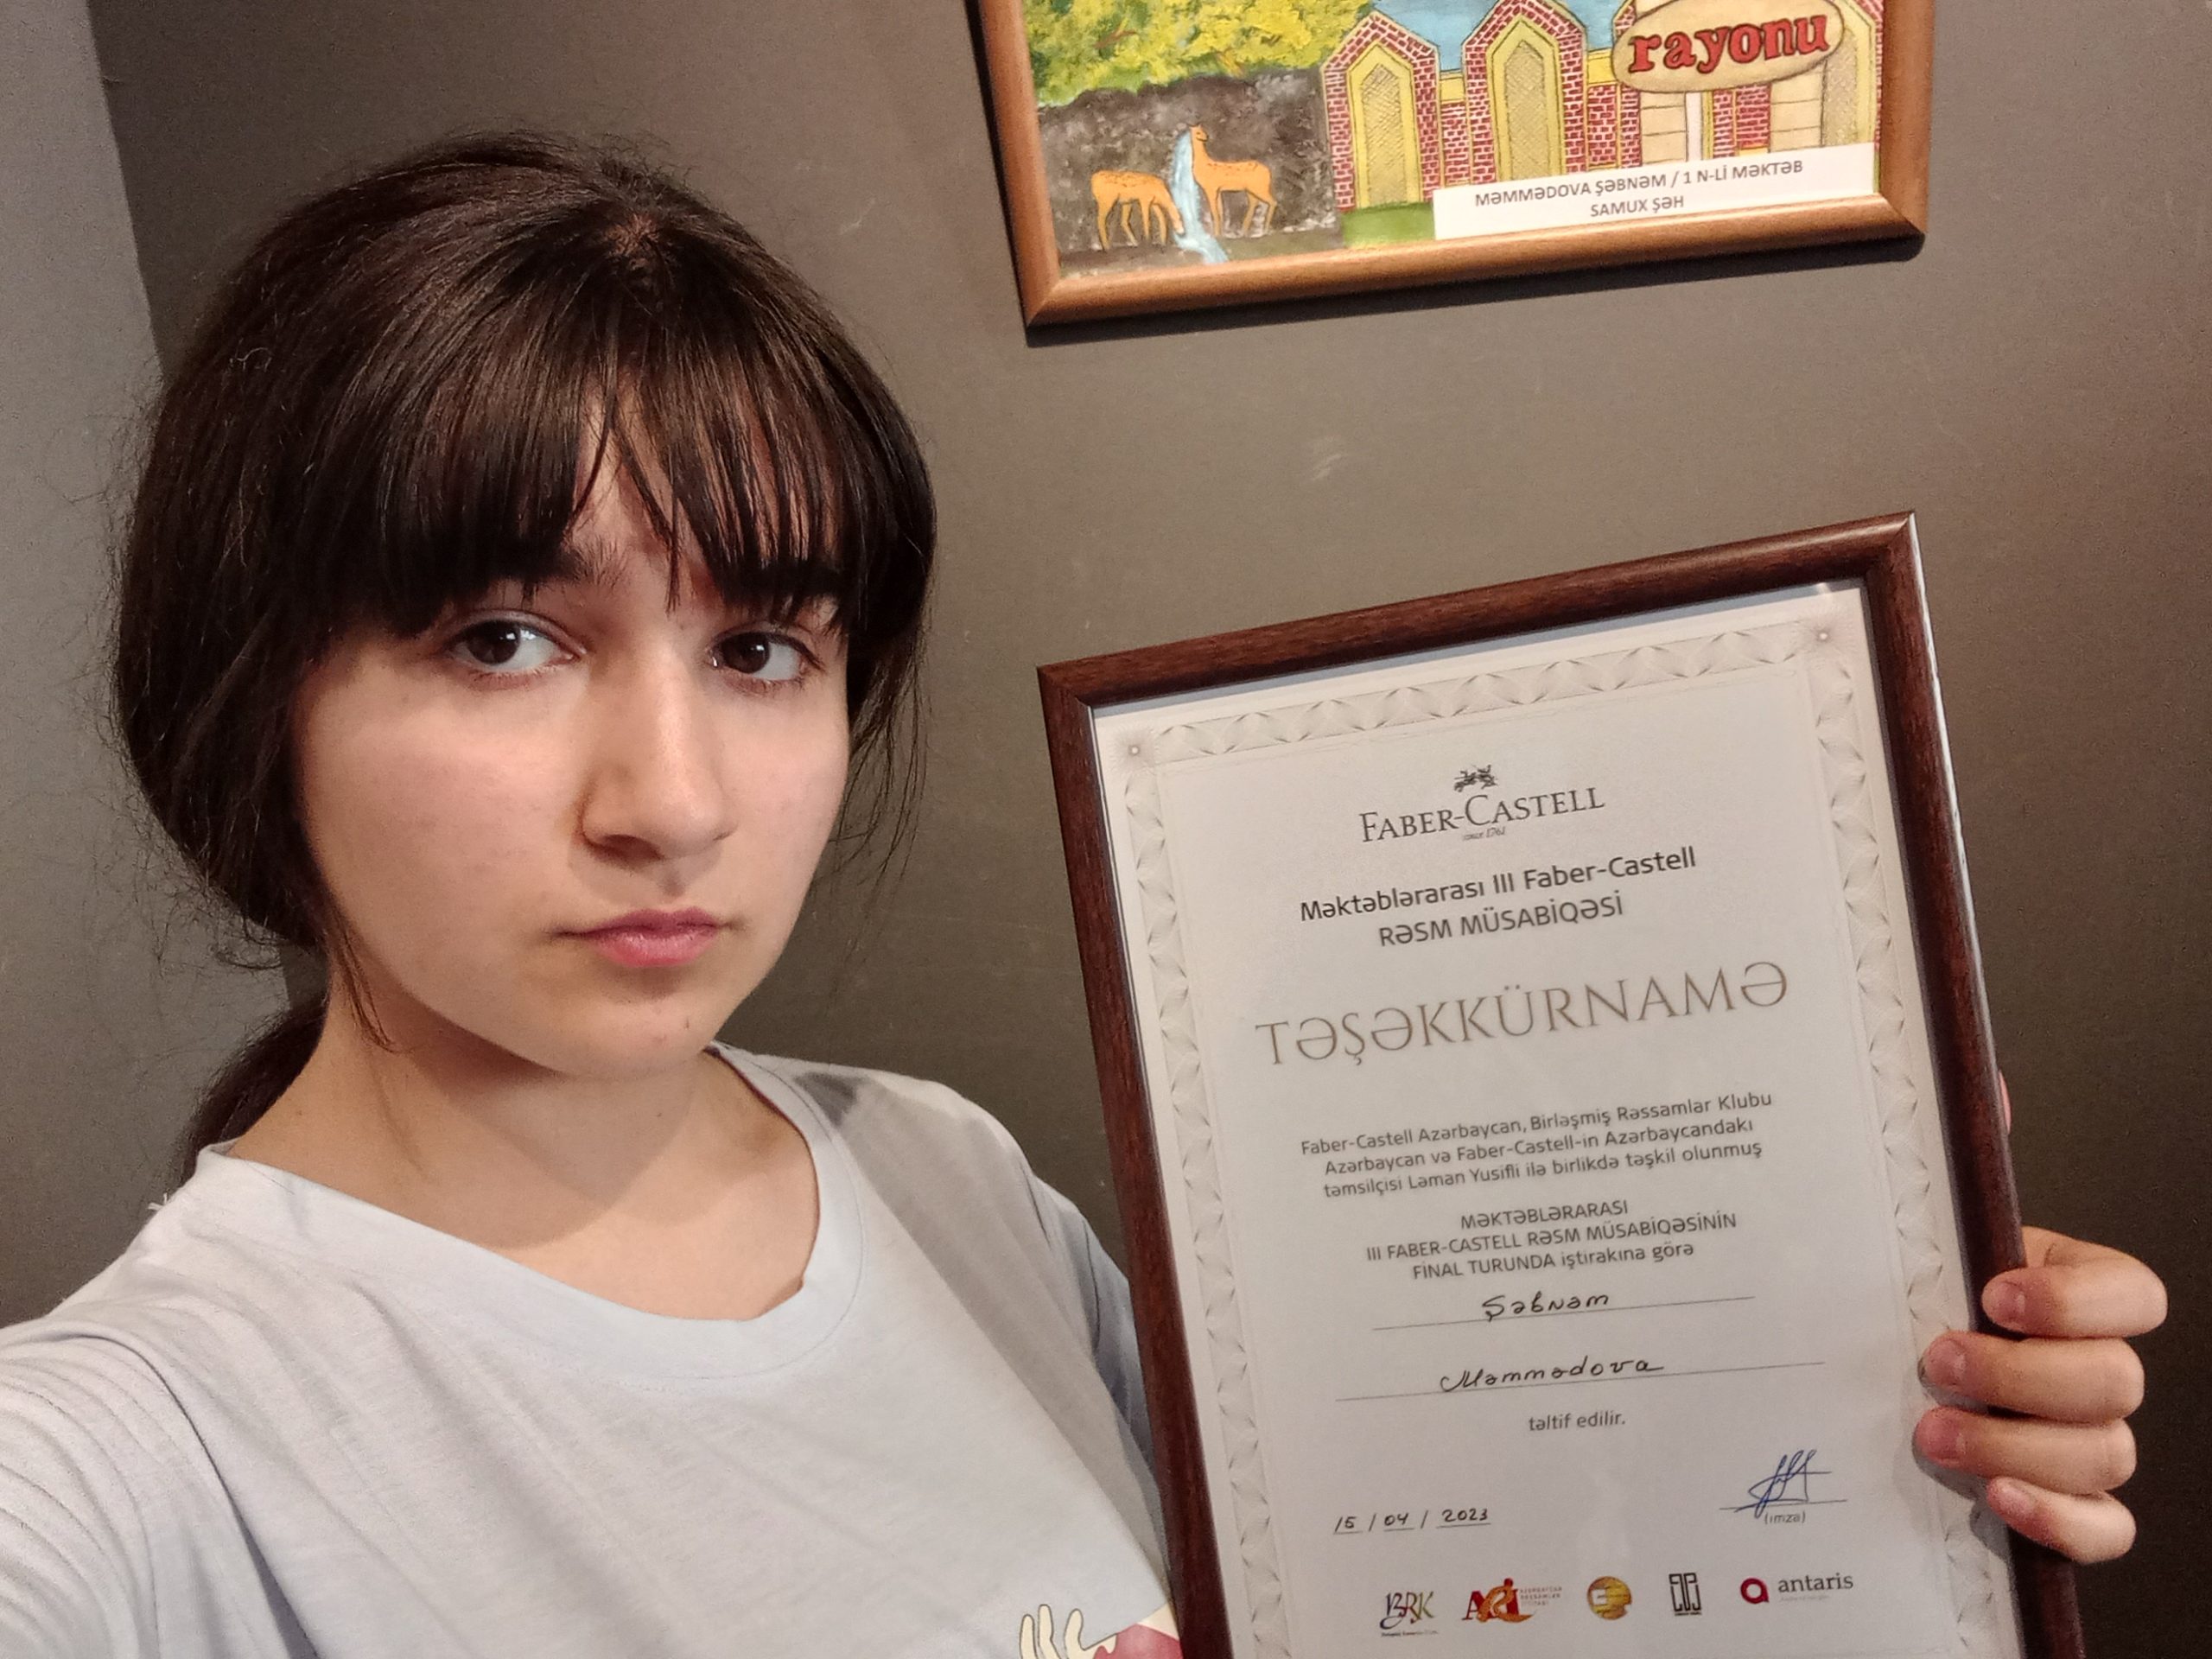 rayonu
MƏMMƏDOVA ŞƏBNƏM / 1 N-Lİ MƏKTƏB
SAMUX ŞƏH
FABER-CASTELL
since 1761
Məktəblərarası III Faber-Castell
RƏSM MÜSABİQƏSİ
TƏŞƏKKÜRNAMƏ
Faber-Castell Azərbaycan, Birləşmiş Rəssamlar Klubu
Azərbaycan və Faber-Castell-in Azərbaycandakı
təmsilçisi Ləman Yusifli ilə birlikdə təşkil olunmuş
MƏKTƏBLƏRARASI
III FABER-CASTELL RƏSM MÜSABİQƏSİNİN
FİNAL TURUNDA iştirakına görə
Şəbnəm
Məmmədova
təltif edilir.
15 / 04 / 2023
(imza)
BRK
antaris